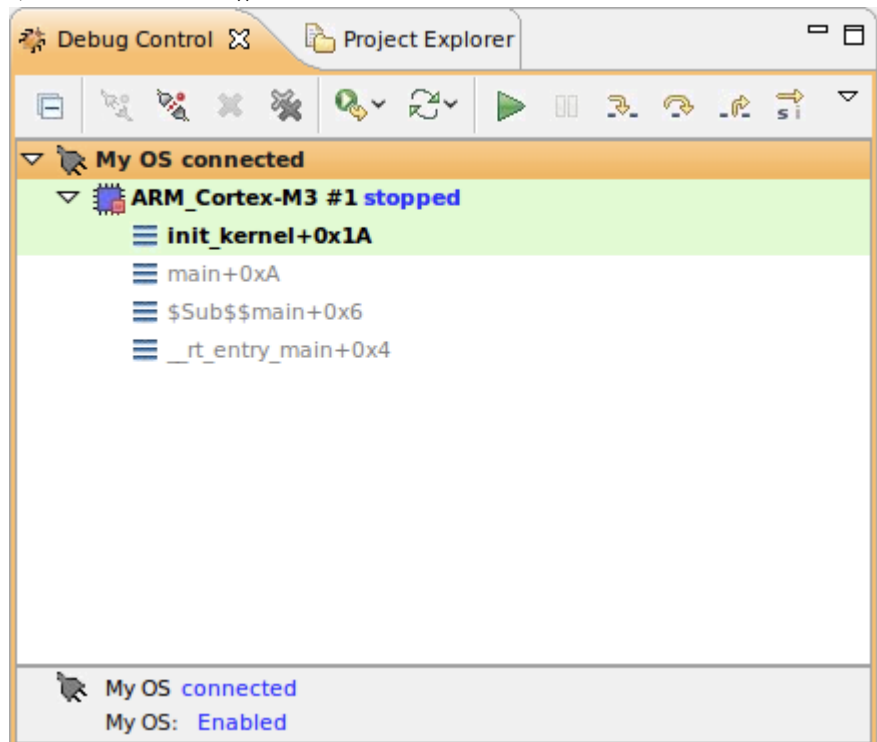 Debug Control Project Explorer
s i
My OS connected
ARM_Cortex-M3 #1 stopped
init_kernel+0x1A
main+0xA
$Sub$$main+0x6
__rt_entry_main+0x4
My OS connected
My OS: Enabled